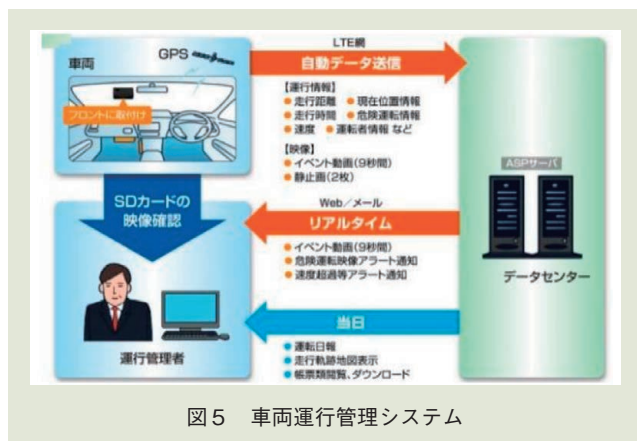 車両
GPS
フロントに取付け
LTE網
自動データ送信
【運行情報】
●走行距離 ●現在位置情報
●走行時間 ●危険運転情報
●速度 ●運転者情報 など
【映像】
●イベント動画(9秒間)
●静止画(2枚)
ASPサーバ
データセンター
SDカードの
映像確認
Web／メール
リアルタイム
●イベント動画(9秒間)
●危険運転映像アラート通知
●速度超過等アラート通知
運行管理者
当日
●運転日報
●走行軌跡地図表示
●帳票類閲覧、ダウンロード
図５　車両運行管理システム